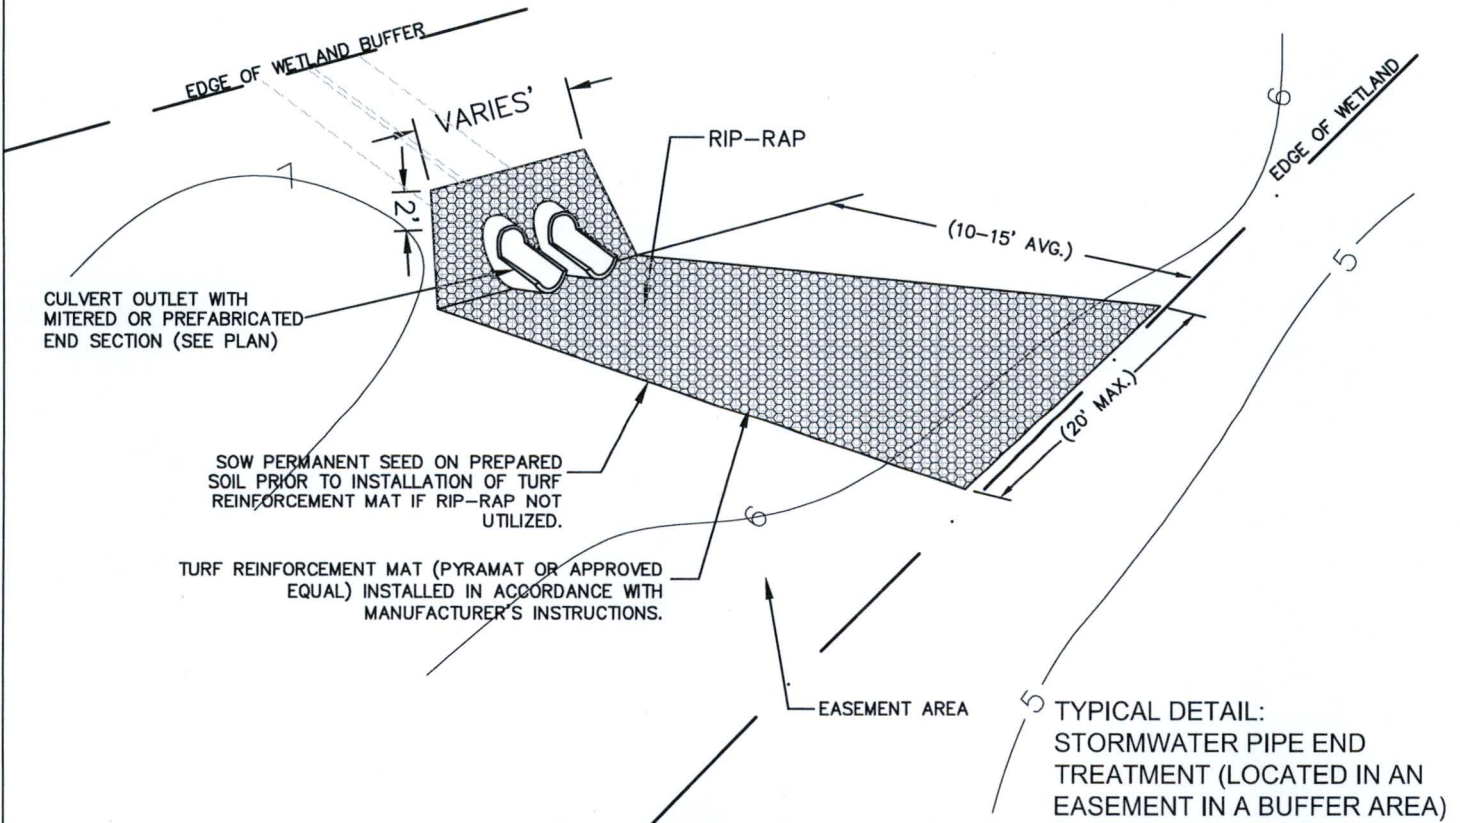 EDGE OF WETLAND BUFFER
VARIES'
RIP-RAP
6
EDGE OF WETLAND
7
2'
(10-15' AVG.)
5
CULVERT OUTLET WITH
MITERED OR PREFABRICATED
END SECTION (SEE PLAN)
(20' MAX.)
SOW PERMANENT SEED ON PREPARED
SOIL PRIOR TO INSTALLATION OF TURF
REINFORCEMENT MAT IF RIP-RAP NOT
UTILIZED.
6
TURF REINFORCEMENT MAT (PYRAMAT OR APPROVED
EQUAL) INSTALLED IN ACCORDANCE WITH
MANUFACTURER'S INSTRUCTIONS.
EASEMENT AREA
5
TYPICAL DETAIL:
STORMWATER PIPE END
TREATMENT (LOCATED IN AN
EASEMENT IN A BUFFER AREA)